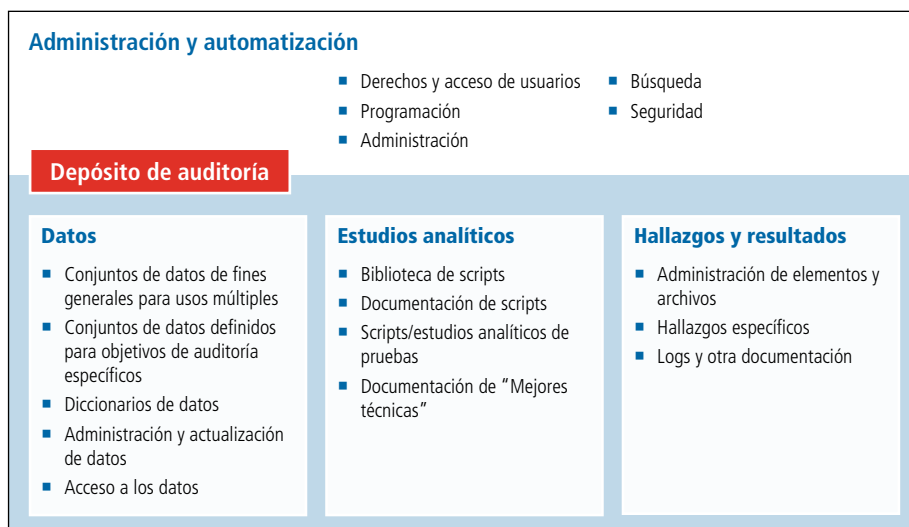 Administración y automatización
■ Derechos y acceso de usuarios
■ Programación
■ Administración
■ Búsqueda
■ Seguridad
Depósito de auditoría
Datos
■ Conjuntos de datos de fines
generales para usos múltiples
■ Conjuntos de datos definidos
para objetivos de auditoría
específicos
■ Diccionarios de datos
■ Administración y actualización
de datos
■ Acceso a los datos
Estudios analíticos
■ Biblioteca de scripts
■ Documentación de scripts
■ Scripts/estudios analíticos de
pruebas
■ Documentación de “Mejores
técnicas”
Hallazgos y resultados
■ Administración de elementos y
archivos
■ Hallazgos específicos
■ Logs y otra documentación